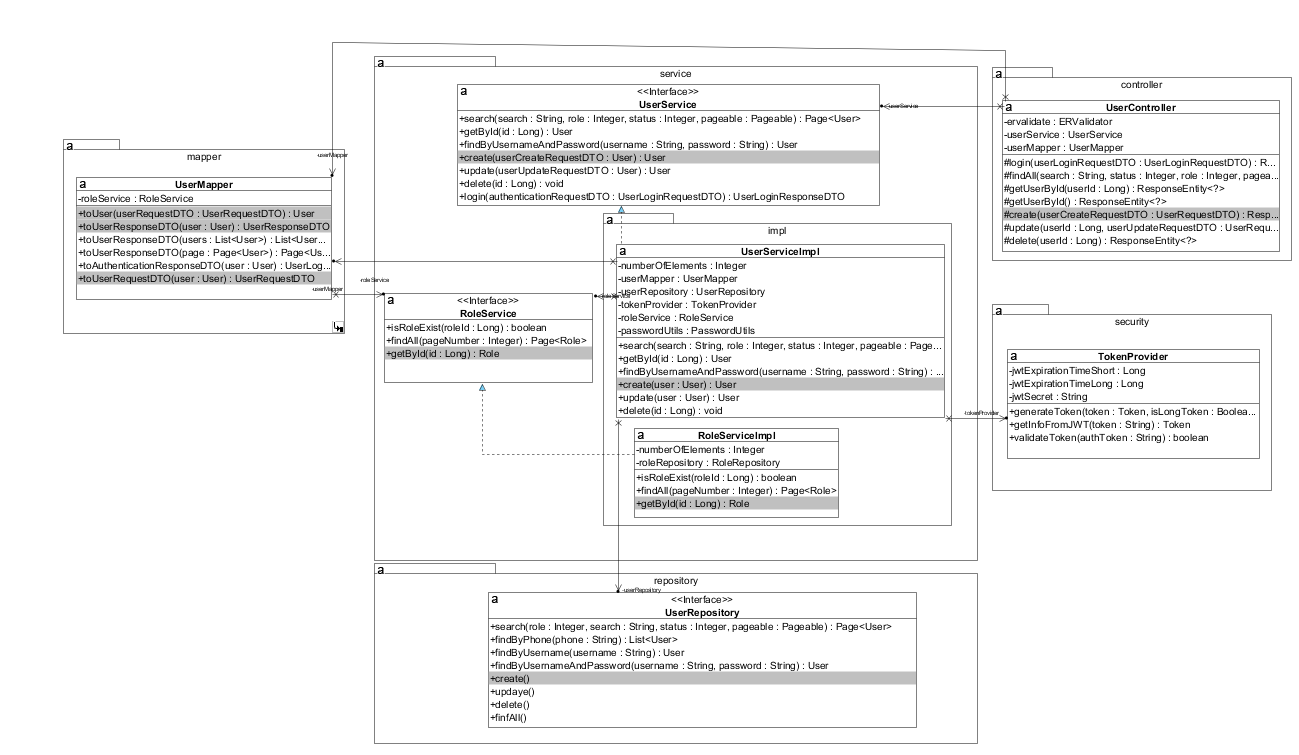 a
service
a
<<Interface>>
UserService
+search(search : String, role : Integer, status : Integer, pageable : Pageable) : Page<User>
+getById(id : Long) : User
+findByUsernameAndPassword(username : String, password : String) : User
+create(userCreateRequestDTO : User) : User
+update(userUpdateRequestDTO : User) : User
+delete(id : Long) : void
+login(authenticationRequestDTO : UserLoginRequestDTO) : UserLoginResponseDTO
-userService
a
controller
a
UserController
-ervalidate : ERValidator
-userService : UserService
-userMapper : UserMapper
#login(userLoginRequestDTO : UserLoginRequestDTO) : R...
#findAll(search : String, status : Integer, role : Integer, pagea...
#getUserById(userId : Long) : ResponseEntity<?>
#getUserById() : ResponseEntity<?>
#create(userCreateRequestDTO : UserRequestDTO) : Resp...
#update(userId : Long, userUpdateRequestDTO : UserRequ...
#delete(userId : Long) : ResponseEntity<?>
a
mapper
-userMapper
a
UserMapper
-roleService : RoleService
+toUser(userRequestDTO : UserRequestDTO) : User
+toUserResponseDTO(user : User) : UserResponseDTO
+toUserResponseDTO(users : List<User>) : List<User...
+toUserResponseDTO(page : Page<User>) : Page<Us...
+toAuthenticationResponseDTO(user : User) : UserLog...
+toUserRequestDTO(user : User) : UserRequestDTO
-userMapper
-roleService
a
impl
a
UserServiceImpl
-numberOfElements : Integer
-userMapper : UserMapper
-userRepository : UserRepository
-tokenProvider : TokenProvider
-roleService : RoleService
-passwordUtils : PasswordUtils
+search(search : String, role : Integer, status : Integer, pageable : Page...
+getById(id : Long) : User
+findByUsernameAndPassword(username : String, password : String) : ...
+create(user : User) : User
+update(user : User) : User
+delete(id : Long) : void
-roleService
a
<<Interface>>
RoleService
+isRoleExist(roleId : Long) : boolean
+findAll(pageNumber : Integer) : Page<Role>
+getById(id : Long) : Role
a
RoleServiceImpl
-numberOfElements : Integer
-roleRepository : RoleRepository
+isRoleExist(roleId : Long) : boolean
+findAll(pageNumber : Integer) : Page<Role>
+getById(id : Long) : Role
-tokenProvider
a
security
a
TokenProvider
-jwtExpirationTimeShort : Long
-jwtExpirationTimeLong : Long
-jwtSecret : String
+generateToken(token : Token, isLongToken : Boolea...
+getInfoFromJWT(token : String) : Token
+validateToken(authToken : String) : boolean
a
repository
-userRepository
a
<<Interface>>
UserRepository
+search(role : Integer, search : String, status : Integer, pageable : Pageable) : Page<User>
+findByPhone(phone : String) : List<User>
+findByUsername(username : String) : User
+findByUsernameAndPassword(username : String, password : String) : User
+create()
+updaye()
+delete()
+finfAll()